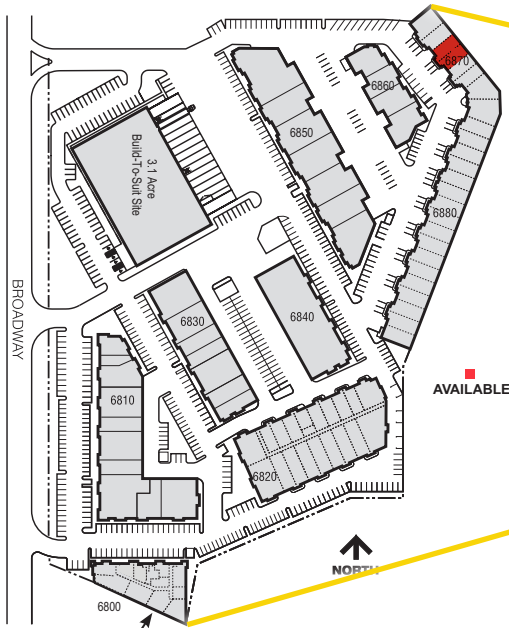 6870
6860
6850
3.1 Acre
Build-To-Suit Site
6880
BROADWAY
6830
6840
AVAILABLE
6810
6820
NORTH
6800